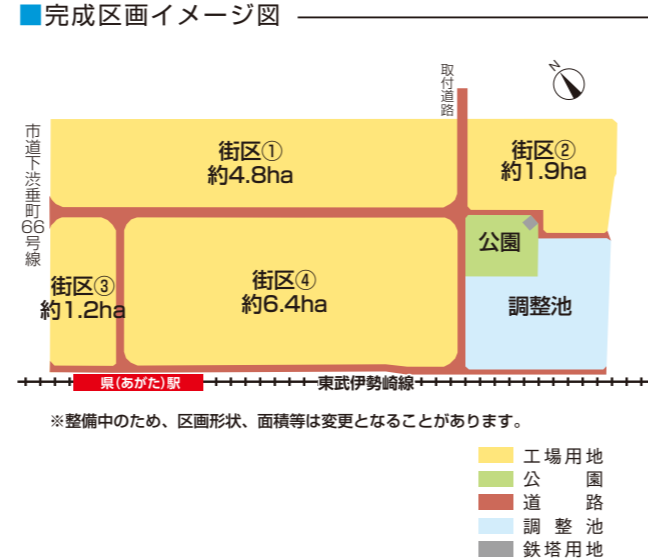 ■完成区画イメージ図
取付道路
N
市道下渋垂町66号線
街区①
約4.8ha
街区②
約1.9ha
公園
街区③
約1.2ha
街区④
約6.4ha
調整池
県(あがた)駅
東武伊勢崎線
※整備中のため、区画形状、面積等は変更となることがあります。
工場用地
公園
道路
調整池
鉄塔用地